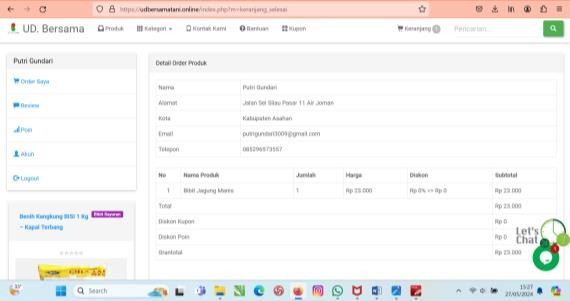 https://udbersamatani.online/index.php?m=keranjang_selesai
UD. Bersama
Produk
Kategori
Kontak Kami
Bantuan
Kupon
Keranjang
Pencarian...
Putri Gundari
Order Saya
Review
Poin
Akun
Logout
Benih Kangkung BISI 1 Kg
Bibit Sayuran
- Kapal Terbang
Detail Order Produk
Nama Putri Gundari
Alamat Jalan Sei Silau Pasar 11 Air Joman
Kota Kabupaten Asahan
Email putrigundari3009@gmail.com
Telepon 085296973557
No Nama Produk Jumlah Harga Diskon Subtotal
1 Bibit Jagung Manis 1 Rp 23.000 Rp 0% => Rp 0 Rp 23.000
Total Rp 23.000
Diskon Kupon Rp 0
Diskon Poin Rp 0
Grantotal Rp 23.000
Let's
Chat
Search
15:27
27/05/2024